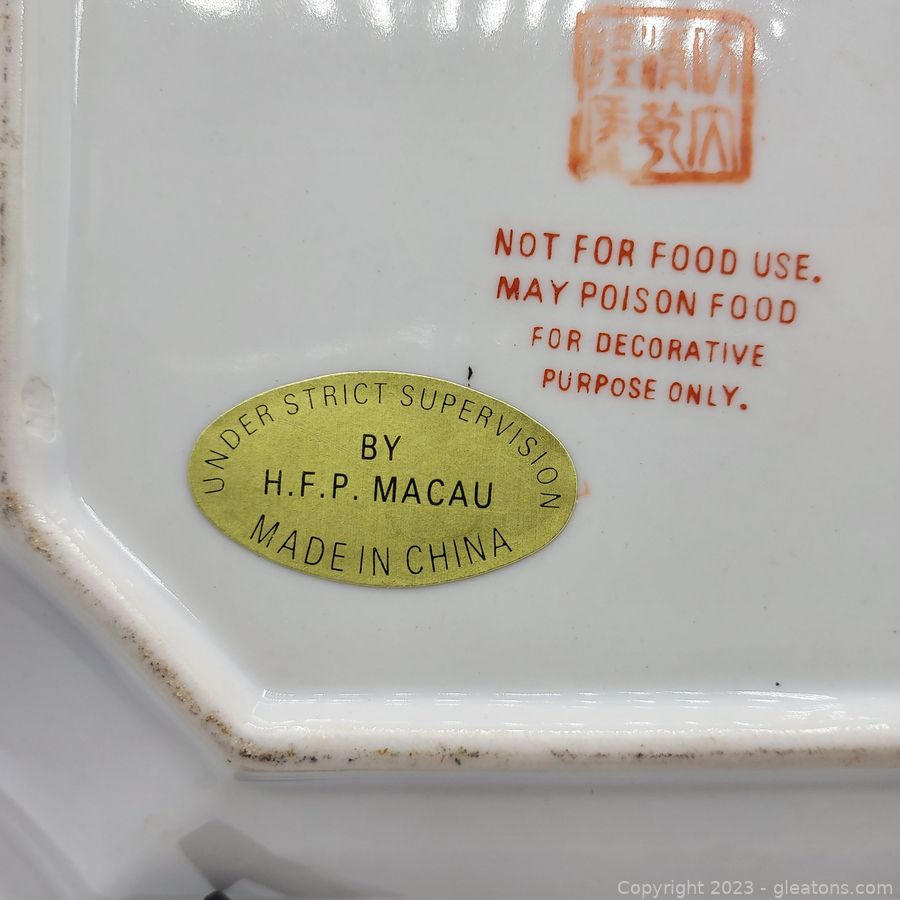 NOT FOR FOOD USE.
MAY POISON FOOD
FOR DECORATIVE
PURPOSE ONLY.
UNDER STRICT SUPERVISION
BY
H.F.P. MACAU
MADE IN CHINA
Copyright 2023 - gleatons.com